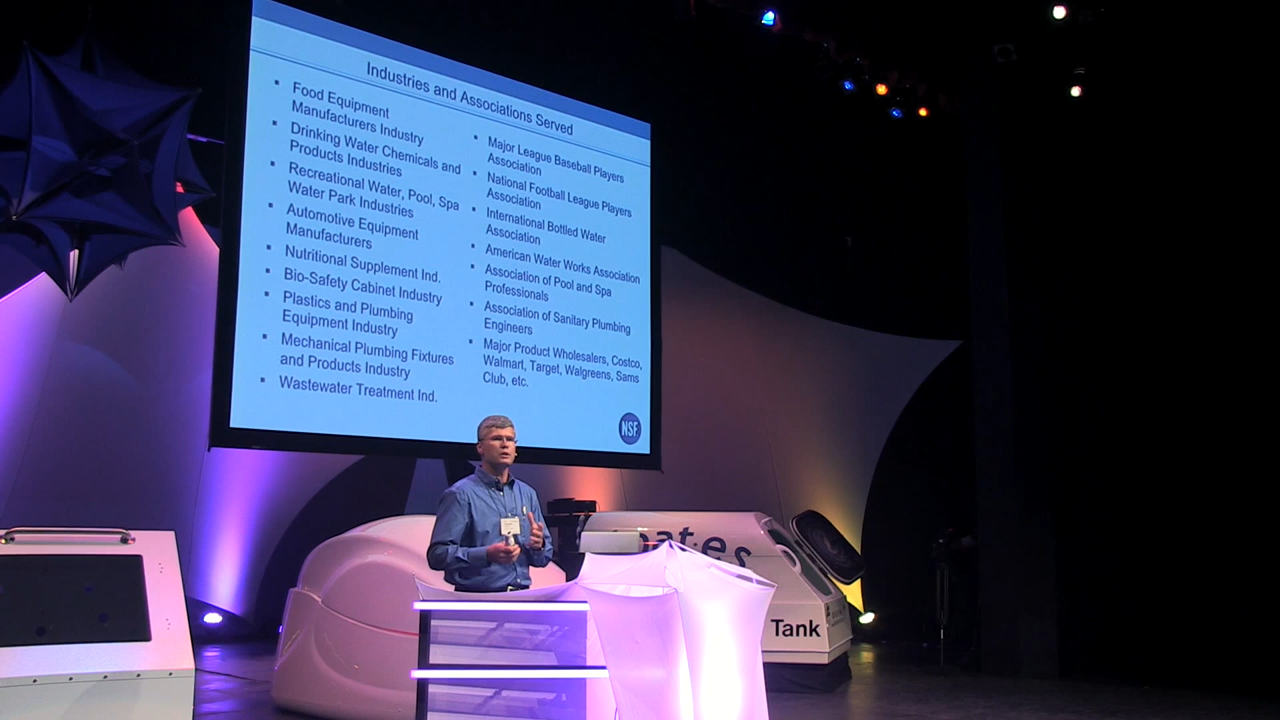 Industries and Associations Served
Food Equipment
Manufacturers Industry
Drinking Water Chemicals and
Products Industries
Recreational Water, Pool, Spa
Water Park Industries
Automotive Equipment
Manufacturers
Nutritional Supplement Ind.
Bio-Safety Cabinet Industry
Plastics and Plumbing
Equipment Industry
Mechanical Plumbing Fixtures
and Products Industry
Wastewater Treatment Ind.
Major League Baseball Players
Association
National Football League Players
Association
International Bottled Water
Association
American Water Works Association
Association of Pool and Spa
Professionals
Association of Sanitary Plumbing
Engineers
Major Product Wholesalers, Costco,
Walmart, Target, Walgreens, Sams
Club, etc.
NSF
Tank